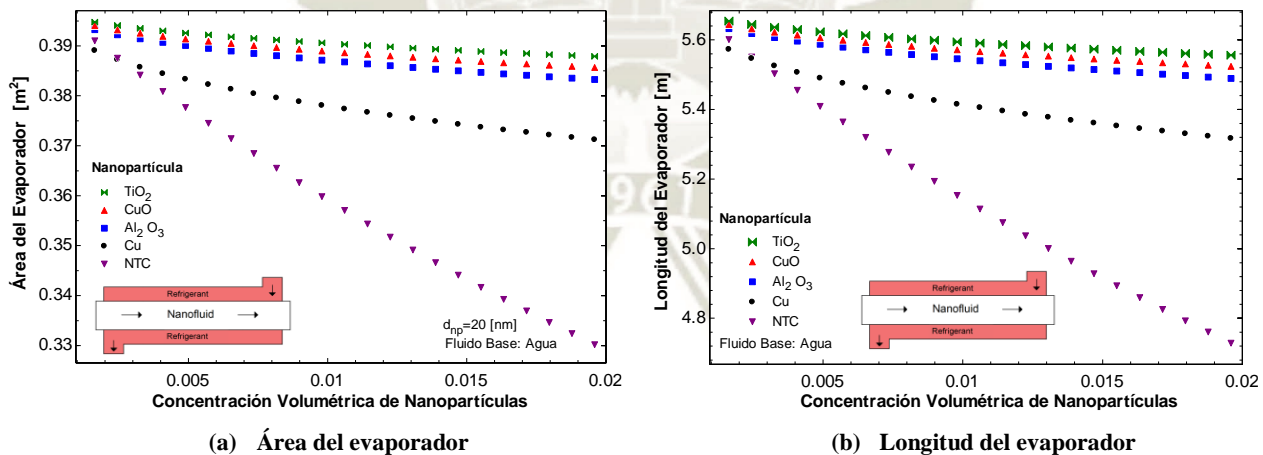 Área del Evaporador [m²]
0.39
0.38
0.37
0.36
0.35
0.34
0.33
Nanopartícula
TiO₂
CuO
Al₂ O₃
Cu
NTC
Refrigerant
Nanofluid
Refrigerant
dnp=20 [nm]
Fluido Base: Agua
0.005 0.01 0.015 0.02
Concentración Volumétrica de Nanopartículas
(a) Área del evaporador
Longitud del Evaporador [m]
5.6
5.4
5.2
5.0
4.8
Nanopartícula
TiO₂
CuO
Al₂ O₃
Cu
NTC
Refrigerant
Nanofluid
Refrigerant
dnp=20 [nm]
Fluido Base: Agua
0.005 0.01 0.015 0.02
Concentración Volumétrica de Nanopartículas
(b) Longitud del evaporador
961